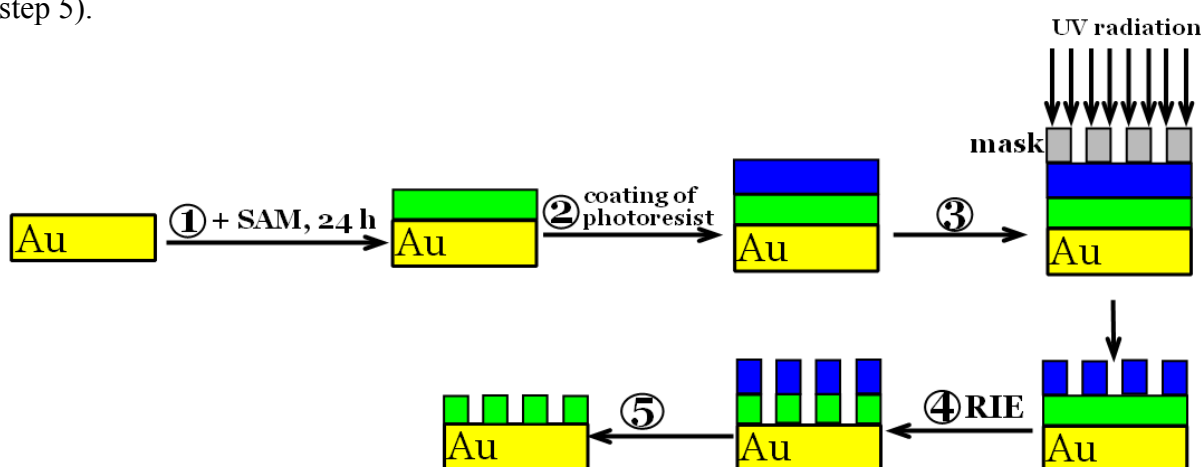 step 5).
UV radiation
mask
Au
① + SAM, 24 h
Au
② coating of
photoresist
Au
③
Au
Au
⑤
Au
④ RIE
Au